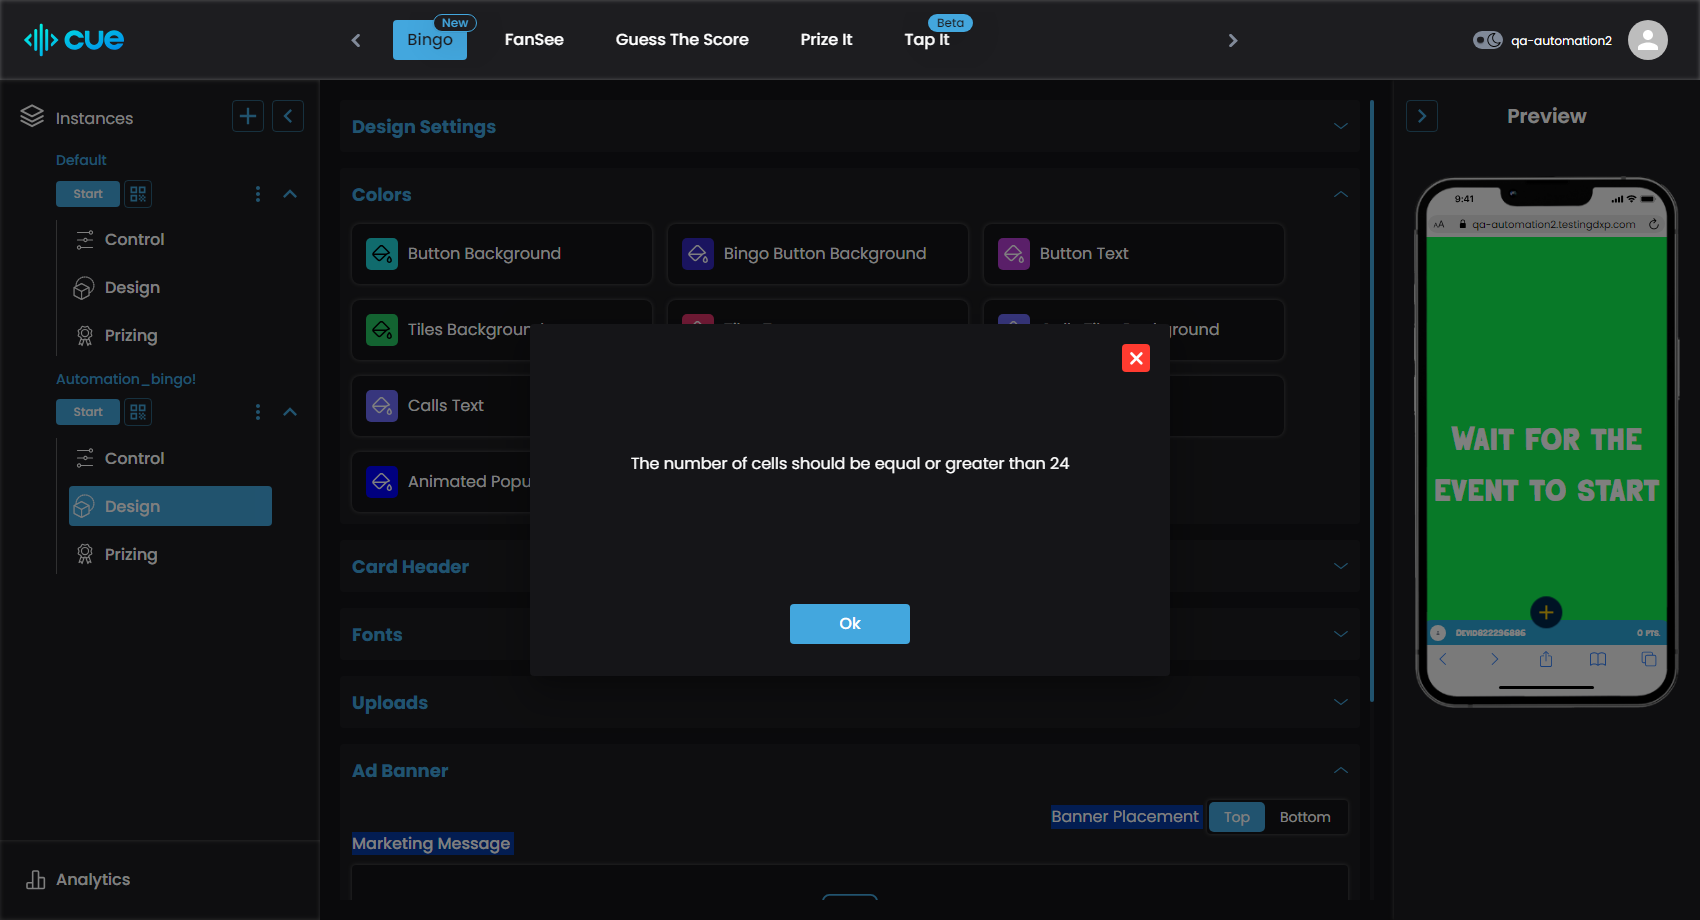 cue
Bingo
New
FanSee
Guess The Score
Prize It
Tap It
Beta
qa-automation2
Instances
Default
Start
Control
Design
Prizing
Automation_bingo!
Start
Control
Design
Prizing
Analytics
Design Settings
Colors
Button Background
Bingo Button Background
Button Text
Tiles Background
Calls Text
Animated Popu
Card Header
Fonts
Uploads
Ad Banner
Banner Placement
Top
Bottom
Marketing Message
The number of cells should be equal or greater than 24
Ok
Preview
9:41
AA
qa-automation2.testingdxp.com
Wait for the
event to start
0 PTS.